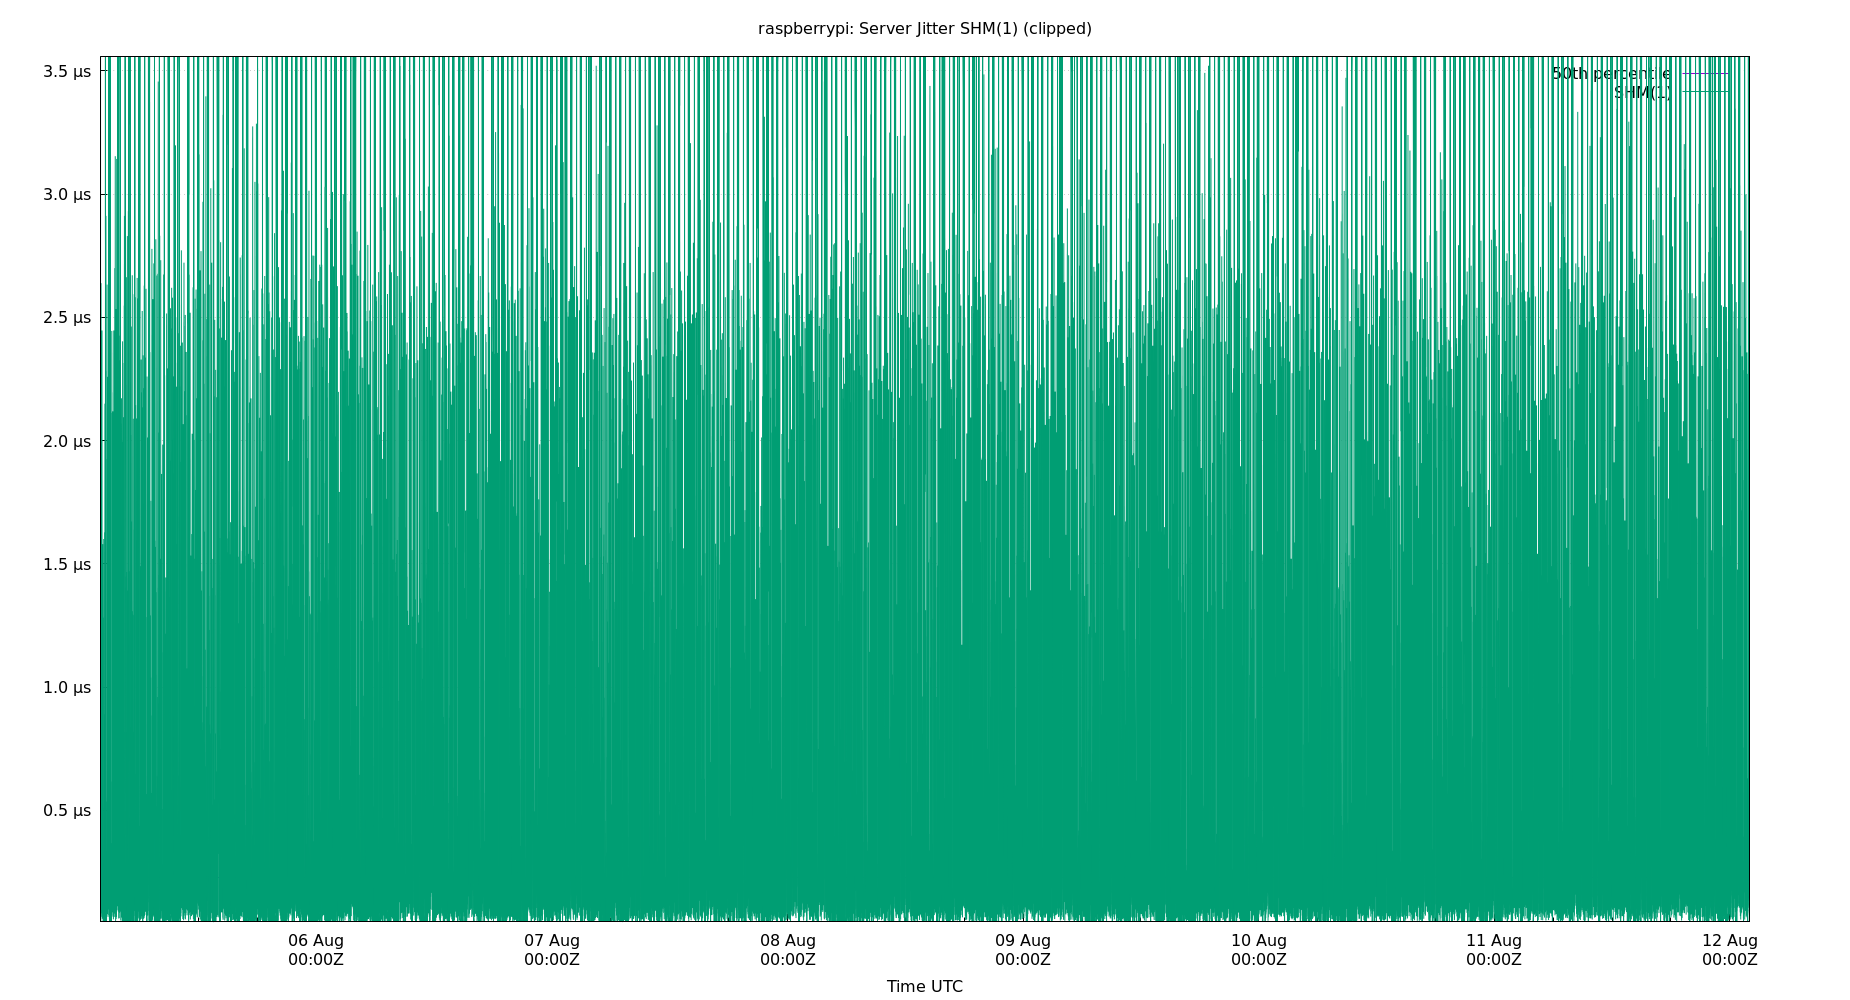 raspberrypi: Server Jitter SHM(1) (clipped)
3.5 µs
50th percentile
SHM(1)
3.0 µs
2.5 µs
2.0 µs
1.5 µs
1.0 µs
0.5 µs
06 Aug 07 Aug 08 Aug 09 Aug 10 Aug 11 Aug 12 Aug
00:00Z 00:00Z 00:00Z 00:00Z 00:00Z 00:00Z 00:00Z
Time UTC